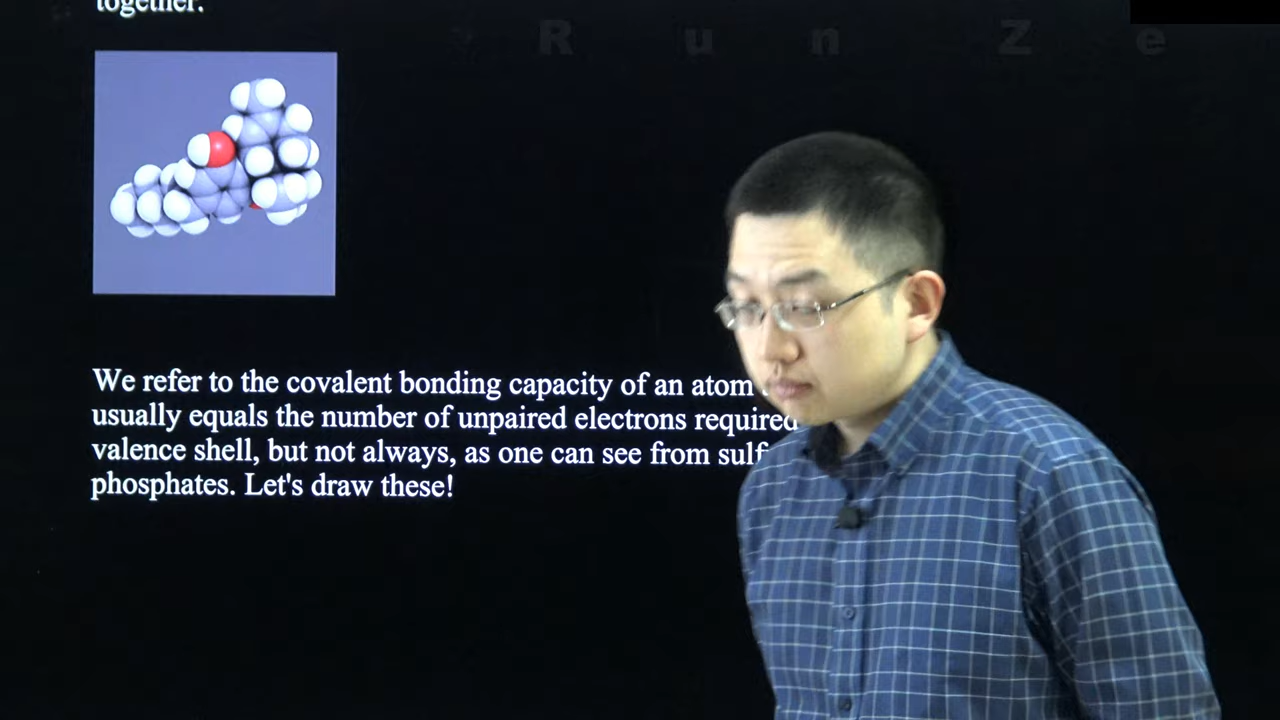 together.
R u n Z e
We refer to the covalent bonding capacity of an atom
usually equals the number of unpaired electrons required
valence shell, but not always, as one can see from
phosphates. Let's draw these!